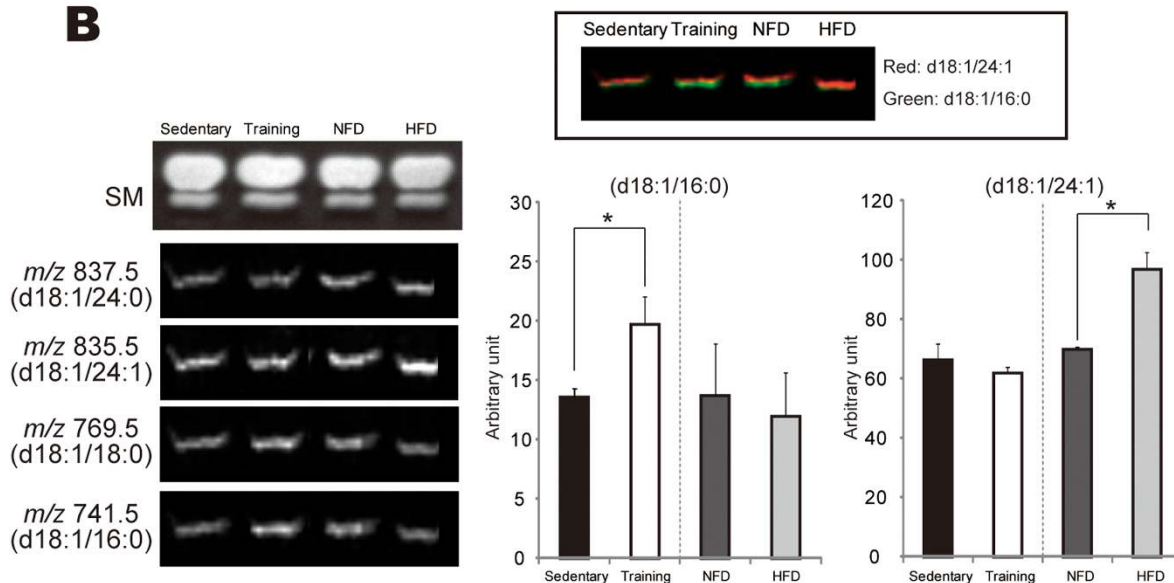 B
Sedentary Training NFD HFD
Red: d18:1/24:1
Green: d18:1/16:0
Sedentary Training NFD HFD
SM
m/z 837.5
(d18:1/24:0)
m/z 835.5
(d18:1/24:1)
m/z 769.5
(d18:1/18:0)
m/z 741.5
(d18:1/16:0)
(d18:1/16:0)
30
25
20
15
10
5
0
Arbitrary unit
*
Sedentary Training NFD HFD
(d18:1/24:1)
120
100
80
60
40
20
0
Arbitrary unit
*
Sedentary Training NFD HFD